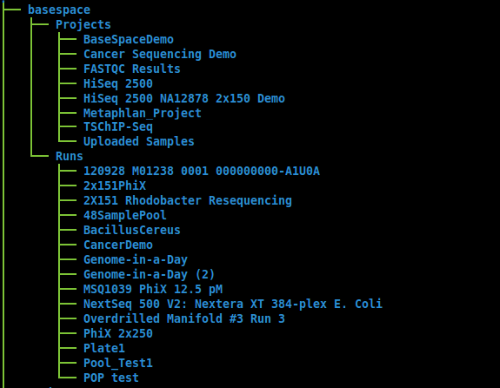 basespace
Projects
BaseSpaceDemo
Cancer Sequencing Demo
FASTQC Results
HiSeq 2500
HiSeq 2500 NA12878 2x150 Demo
Metaphlan_Project
TSChIP-Seq
Uploaded Samples
Runs
120928 M01238 0001 000000000-A1U0A
2x151PhiX
2X151 Rhodobacter Resequencing
48SamplePool
BacillusCereus
CancerDemo
Genome-in-a-Day
Genome-in-a-Day (2)
MSQ1039 PhiX 12.5 pM
NextSeq 500 V2: Nextera XT 384-plex E. Coli
Overdrilled Manifold #3 Run 3
PhiX 2x250
Plate1
Pool_Test1
POP test